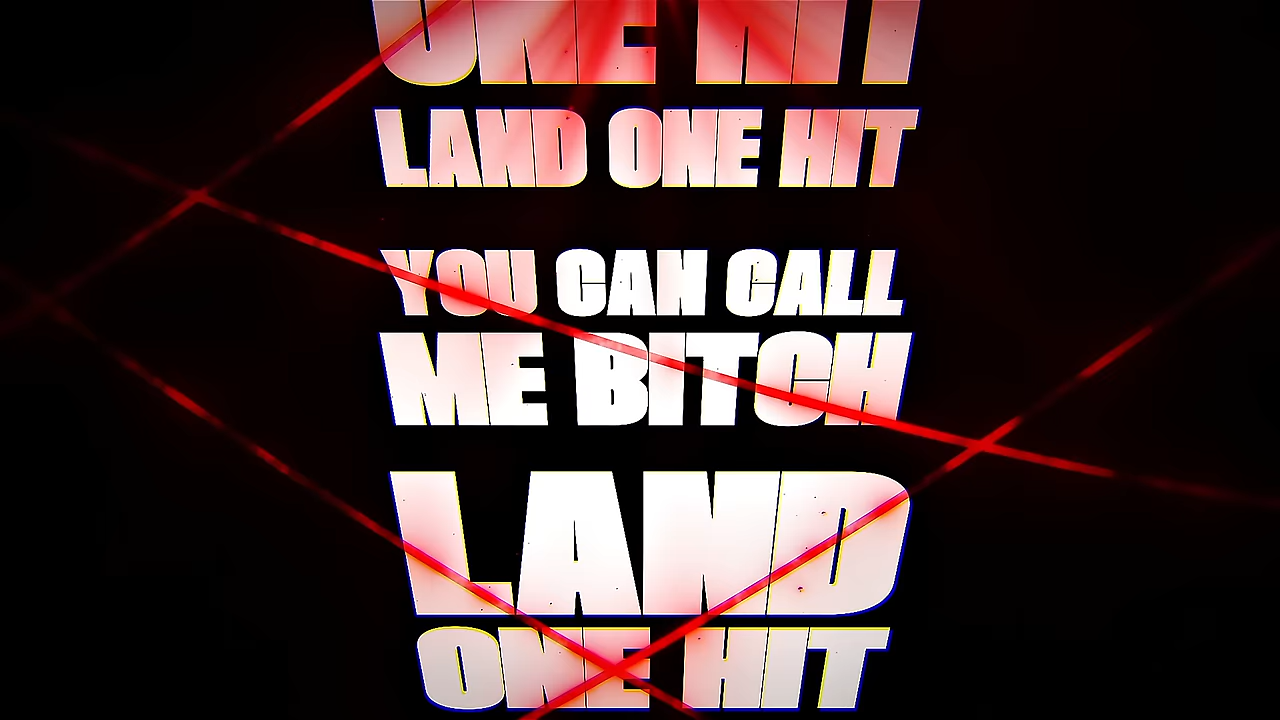 ONE HIT
LAND ONE HIT
YOU CAN CALL
ME BITCH
LAND
ONE HIT